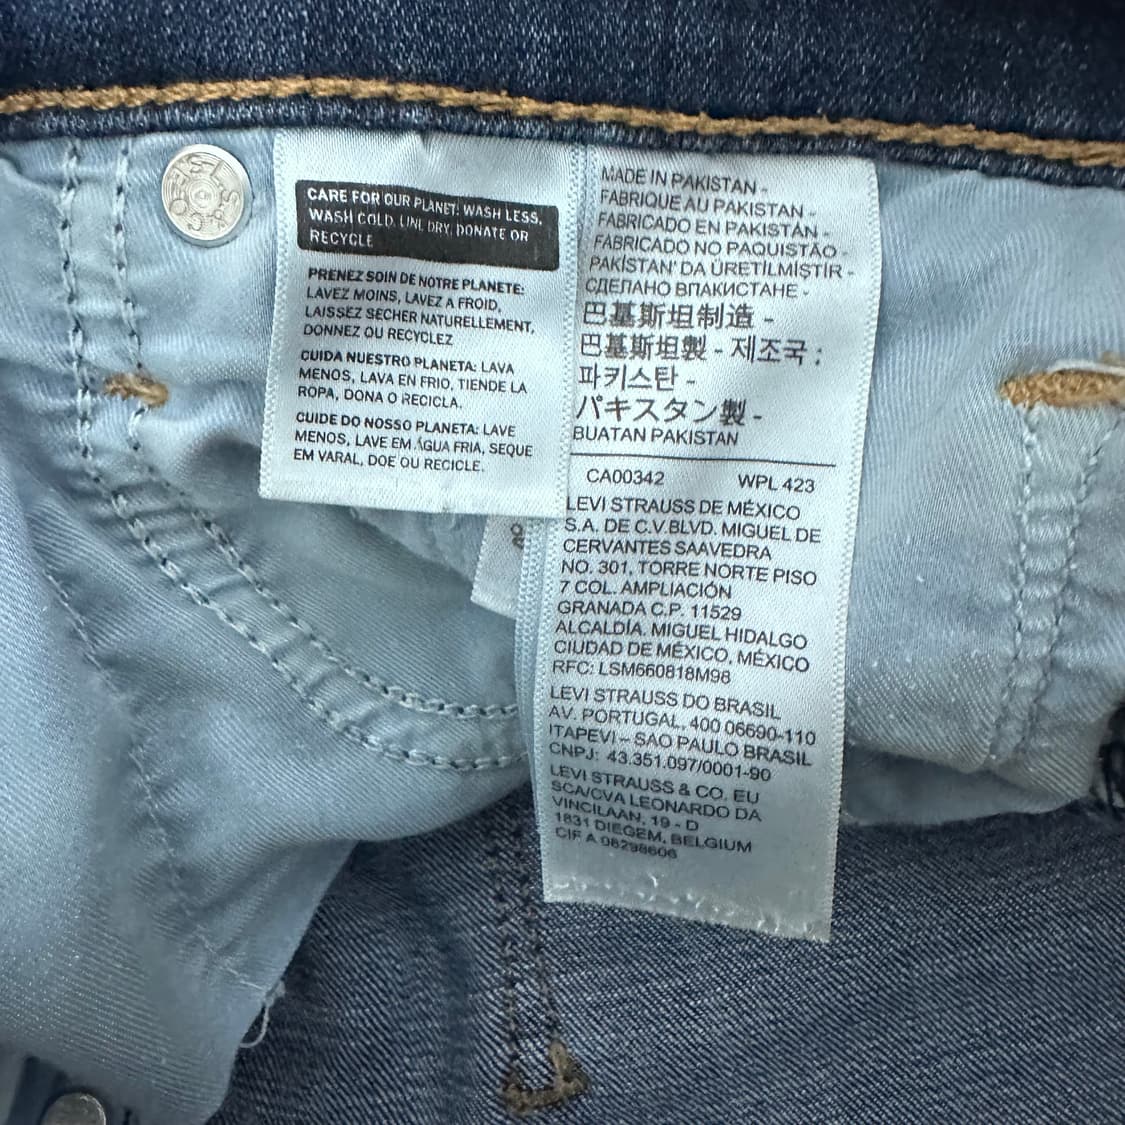 CARE FOR OUR PLANET: WASH LESS,
WASH COLD, LINE DRY, DONATE OR
RECYCLE
PRENEZ SOIN DE NOTRE PLANETE:
LAVEZ MOINS, LAVEZ A FROID,
LAISSEZ SECHER NATURELLEMENT,
DONNEZ OU RECYCLEZ
CUIDA NUESTRO PLANETA: LAVA
MENOS, LAVA EN FRIO, TIENDE LA
ROPA, DONA O RECICLA.
CUIDE DO NOSSO PLANETA: LAVE
MENOS, LAVE EM ÁGUA FRIA, SEQUE
EM VARAL, DOE OU RECICLE.
MADE IN PAKISTAN -
FABRIQUE AU PAKISTAN -
FABRICADO EN PAKISTÁN -
FABRICADO NO PAQUISTÃO -
PAKİSTAN' DA ÜRETİLMİŞTİR -
СДЕЛАНО ВПАКИСТАНЕ -
巴基斯坦制造 -
巴基斯坦製 - 제조국 :
파키스탄 -
パキスタン製 -
BUATAN PAKISTAN
CA00342 WPL 423
LEVI STRAUSS DE MÉXICO
S.A. DE C.V.BLVD. MIGUEL DE
CERVANTES SAAVEDRA
NO. 301, TORRE NORTE PISO
7 COL. AMPLIACIÓN
GRANADA C.P. 11529
ALCALDÍA. MIGUEL HIDALGO
CIUDAD DE MÉXICO, MÉXICO
RFC: LSM660818M98
LEVI STRAUSS DO BRASIL
AV. PORTUGAL, 400 06690-110
ITAPEVI – SAO PAULO BRASIL
CNPJ: 43.351.097/0001-90
LEVI STRAUSS & CO. EU
SCA/CVA LEONARDO DA
VINCILAAN, 19 - D
1831 DIEGEM, BELGIUM
CIF A 08298606